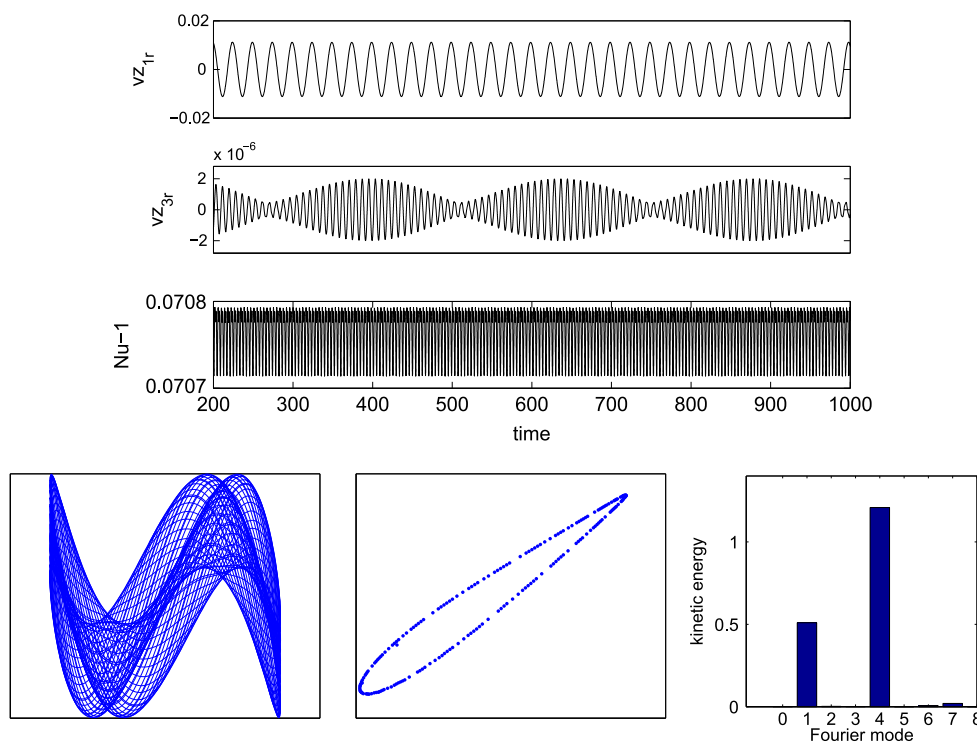 0.02
0
−0.02
vz1r
x 10−6
2
0
−2
vz3r
0.0708
0.0707
Nu−1
200 300 400 500 600 700 800 900 1000
time
1
0.5
0
kinetic energy
0 1 2 3 4 5 6 7 8
Fourier mode